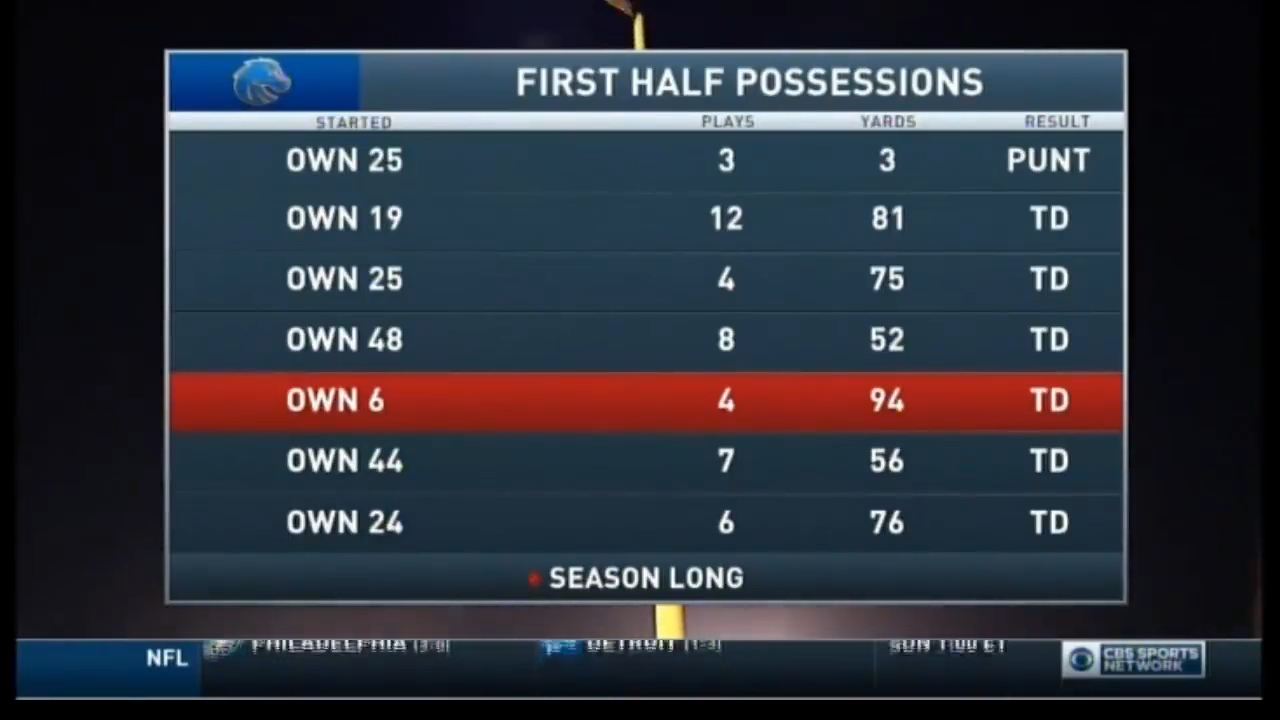 FIRST HALF POSSESSIONS
STARTED PLAYS YARDS RESULT
OWN 25 3 3 PUNT
OWN 19 12 81 TD
OWN 25 4 75 TD
OWN 48 8 52 TD
OWN 6 4 94 TD
OWN 44 7 56 TD
OWN 24 6 76 TD
SEASON LONG
NFL PHILADELPHIA DETROIT
CBS SPORTS
NETWORK